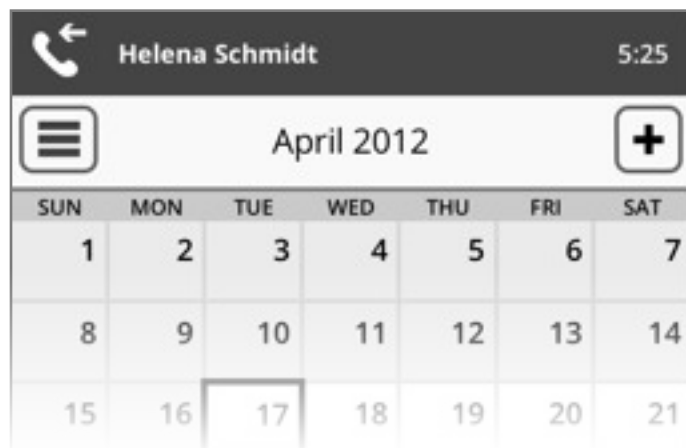 Helena Schmidt 5:25
April 2012
SUN MON TUE WED THU FRI SAT
1 2 3 4 5 6 7
8 9 10 11 12 13 14
15 16 17 18 19 20 21